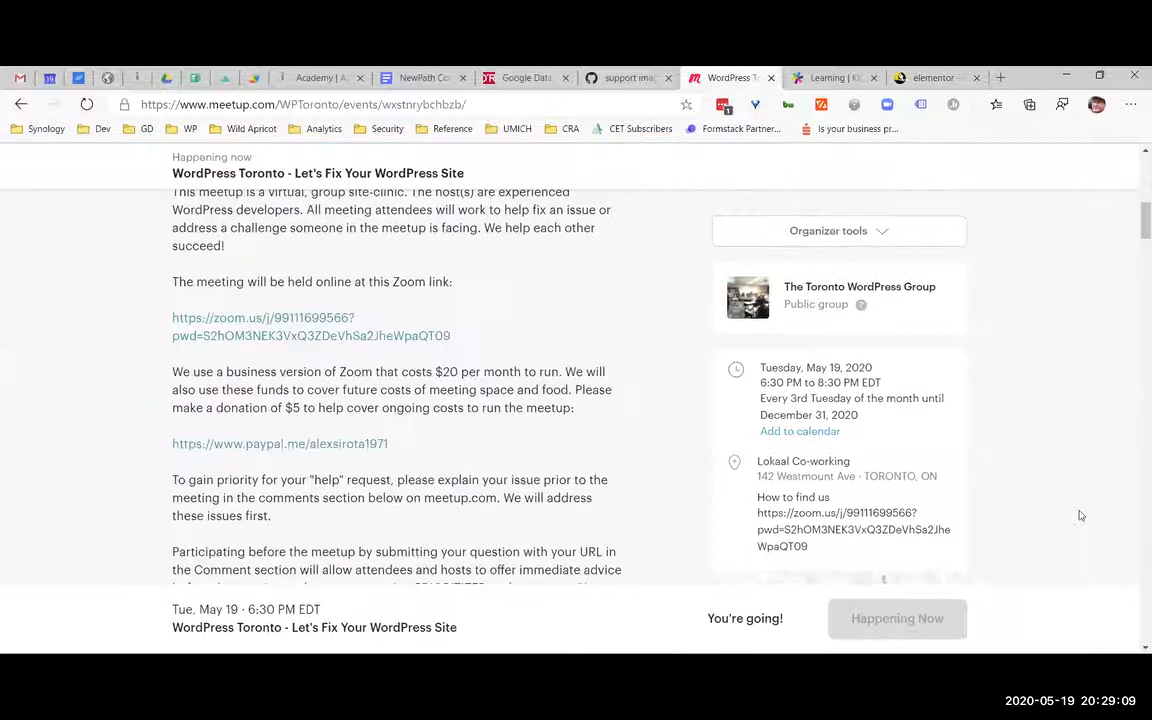 Academy | A
NewPath Co
Google Data
support ima
WordPress T
Learning | Ki
elementor -
https://www.meetup.com/WPToronto/events/wxstnrybchbzb/
Synology
Dev
GD
WP
Wild Apricot
Analytics
Security
Reference
UMICH
CRA
CET Subscribers
Formstack Partner...
Is your business pr...
Happening now
WordPress Toronto - Let's Fix Your WordPress Site
This meetup is a virtual, group site-clinic. The host(s) are experienced
WordPress developers. All meeting attendees will work to help fix an issue or
address a challenge someone in the meetup is facing. We help each other
succeed!
The meeting will be held online at this Zoom link:
https://zoom.us/j/99111699566?
pwd=S2hOM3NEK3VxQ3ZDeVhSa2JheWpaQT09
We use a business version of Zoom that costs $20 per month to run. We will
also use these funds to cover future costs of meeting space and food. Please
make a donation of $5 to help cover ongoing costs to run the meetup:
https://www.paypal.me/alexsirota1971
To gain priority for your "help" request, please explain your issue prior to the
meeting in the comments section below on meetup.com. We will address
these issues first.
Participating before the meetup by submitting your question with your URL in
the Comment section will allow attendees and hosts to offer immediate advice
Organizer tools
The Toronto WordPress Group
Public group ?
Tuesday, May 19, 2020
6:30 PM to 8:30 PM EDT
Every 3rd Tuesday of the month until
December 31, 2020
Add to calendar
Lokaal Co-working
142 Westmount Ave · TORONTO, ON
How to find us
https://zoom.us/j/99111699566?
pwd=S2hOM3NEK3VxQ3ZDeVhSa2Jhe
WpaQT09
Tue, May 19 · 6:30 PM EDT
WordPress Toronto - Let's Fix Your WordPress Site
You're going!
Happening Now
2020-05-19 20:29:09